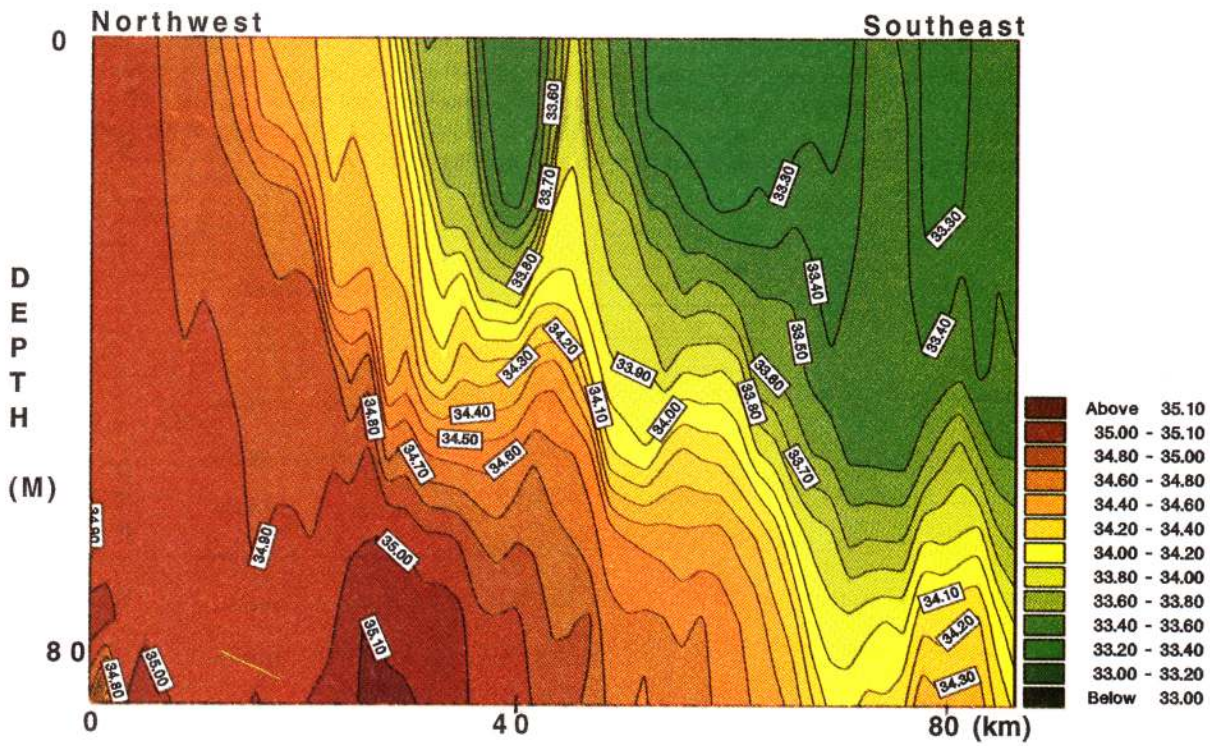 Northwest
Southeast
0
DEPTH
(M)
80
0
40
80 (km)
33.60
33.70
33.80
33.30
33.30
33.40
33.40
33.50
33.60
33.70
33.80
33.90
34.00
34.10
34.20
34.30
34.40
34.50
34.60
34.70
34.80
34.90
34.90
35.00
35.10
35.00
34.80
34.10
34.20
34.30
Above 35.10
35.00 - 35.10
34.80 - 35.00
34.60 - 34.80
34.40 - 34.60
34.20 - 34.40
34.00 - 34.20
33.80 - 34.00
33.60 - 33.80
33.40 - 33.60
33.20 - 33.40
33.00 - 33.20
Below 33.00